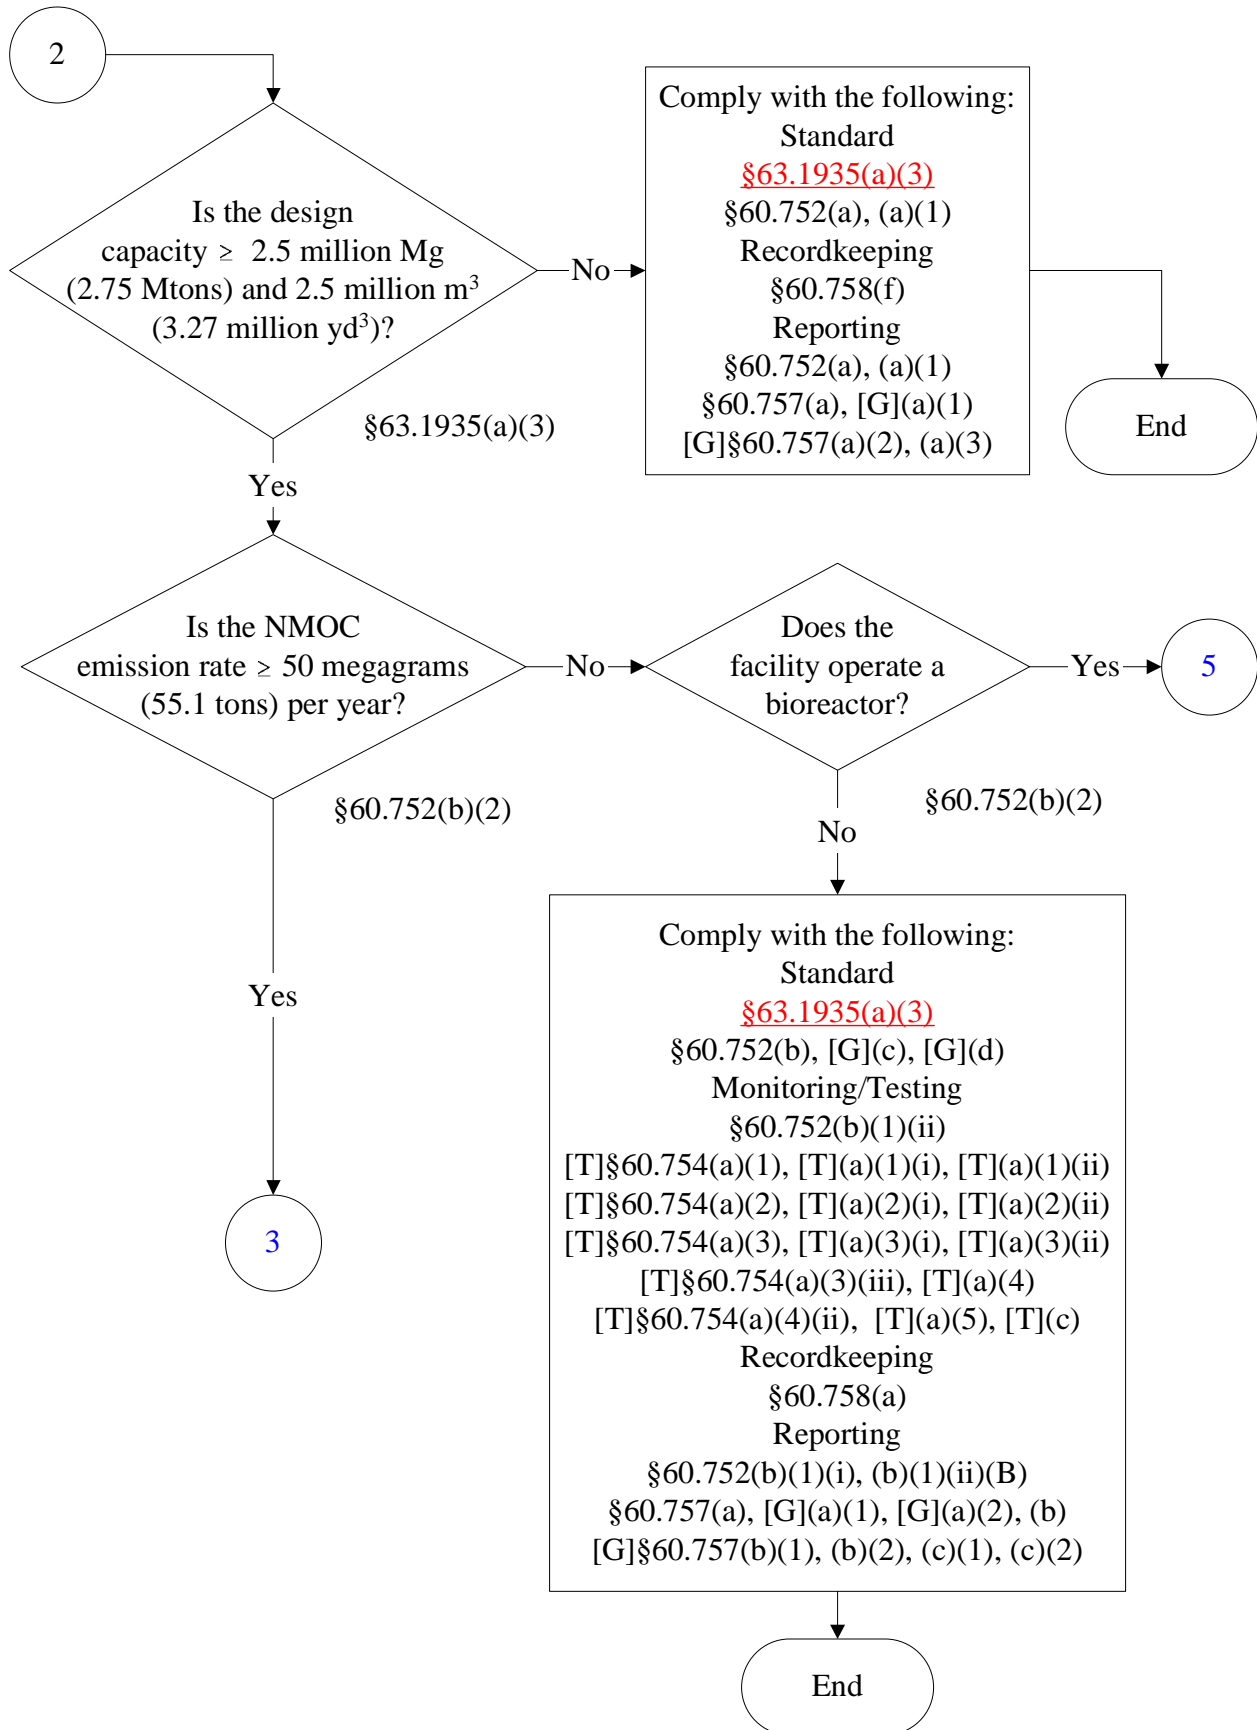 2
Is the design
capacity ≥ 2.5 million Mg
(2.75 Mtons) and 2.5 million m³
(3.27 million yd³)?
§63.1935(a)(3)
No
Comply with the following:
Standard
§63.1935(a)(3)
§60.752(a), (a)(1)
Recordkeeping
§60.758(f)
Reporting
§60.752(a), (a)(1)
§60.757(a), [G](a)(1)
[G]§60.757(a)(2), (a)(3)
End
Yes
Is the NMOC
emission rate ≥ 50 megagrams
(55.1 tons) per year?
§60.752(b)(2)
No
Does the
facility operate a
bioreactor?
§60.752(b)(2)
Yes
5
Yes
3
No
Comply with the following:
Standard
§63.1935(a)(3)
§60.752(b), [G](c), [G](d)
Monitoring/Testing
§60.752(b)(1)(ii)
[T]§60.754(a)(1), [T](a)(1)(i), [T](a)(1)(ii)
[T]§60.754(a)(2), [T](a)(2)(i), [T](a)(2)(ii)
[T]§60.754(a)(3), [T](a)(3)(i), [T](a)(3)(ii)
[T]§60.754(a)(3)(iii), [T](a)(4)
[T]§60.754(a)(4)(ii), [T](a)(5), [T](c)
Recordkeeping
§60.758(a)
Reporting
§60.752(b)(1)(i), (b)(1)(ii)(B)
§60.757(a), [G](a)(1), [G](a)(2), (b)
[G]§60.757(b)(1), (b)(2), (c)(1), (c)(2)
End